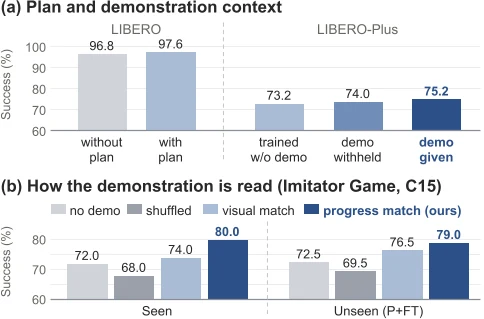 (a) Plan and demonstration context
LIBERO
LIBERO-Plus
Success (%)
100
90
80
70
60
96.8
97.6
73.2
74.0
75.2
without plan
with plan
trained w/o demo
demo withheld
demo given
(b) How the demonstration is read (Imitator Game, C15)
no demo
shuffled
visual match
progress match (ours)
Success (%)
80
70
60
72.0
68.0
74.0
80.0
72.5
69.5
76.5
79.0
Seen
Unseen (P+FT)